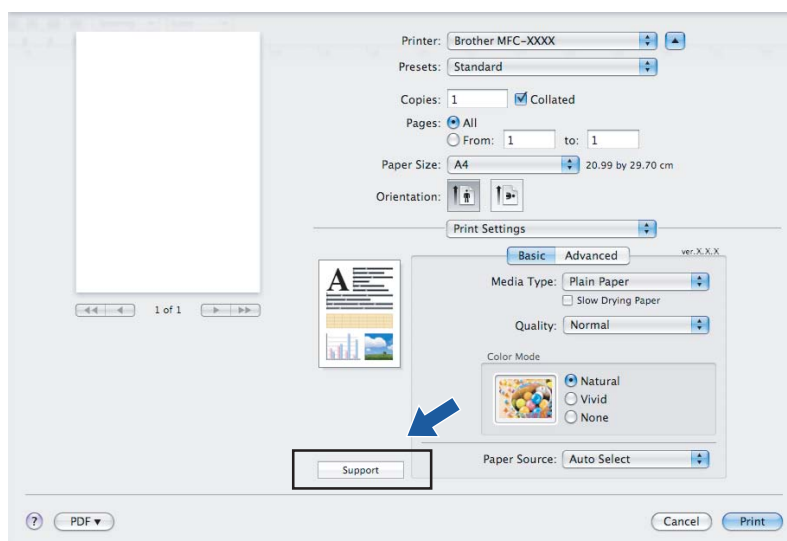 Printer: Brother MFC-XXXX
Presets: Standard
Copies: 1 Collated
Pages: All
From: 1 to: 1
Paper Size: A4 20.99 by 29.70 cm
Orientation:
Print Settings
Basic Advanced ver.X.X.X
A
Media Type: Plain Paper
Slow Drying Paper
1 of 1
Quality: Normal
Color Mode
Natural
Vivid
None
Paper Source: Auto Select
Support
? PDF Cancel Print